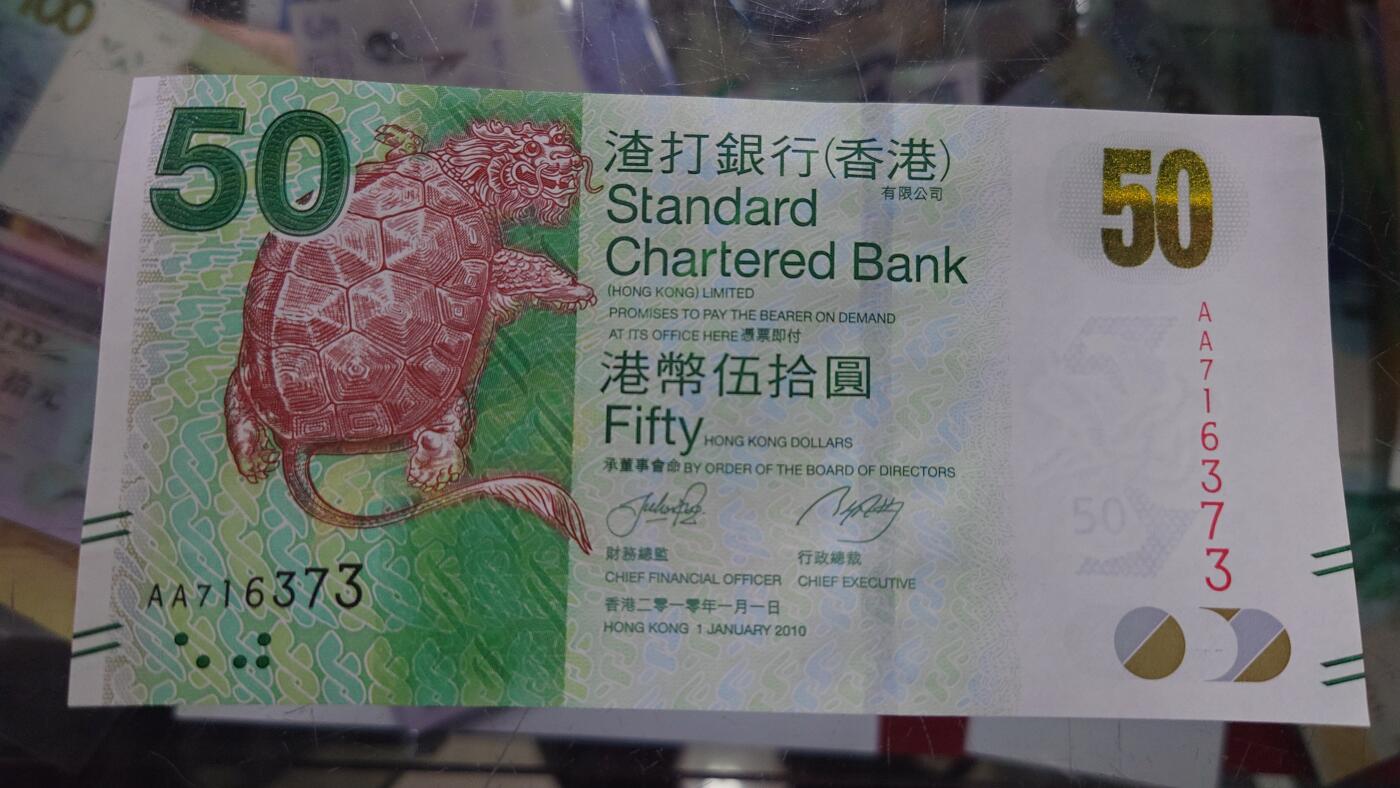 100
50
渣打銀行(香港)
有限公司
Standard
Chartered Bank
(HONG KONG) LIMITED
PROMISES TO PAY THE BEARER ON DEMAND
AT ITS OFFICE HERE 憑票即付
港幣伍拾圓
Fifty HONG KONG DOLLARS
承董事會命 BY ORDER OF THE BOARD OF DIRECTORS
財務總監
CHIEF FINANCIAL OFFICER
行政總裁
CHIEF EXECUTIVE
香港二零一零年一月一日
HONG KONG 1 JANUARY 2010
AA716373
50
AA716373
50
拾元